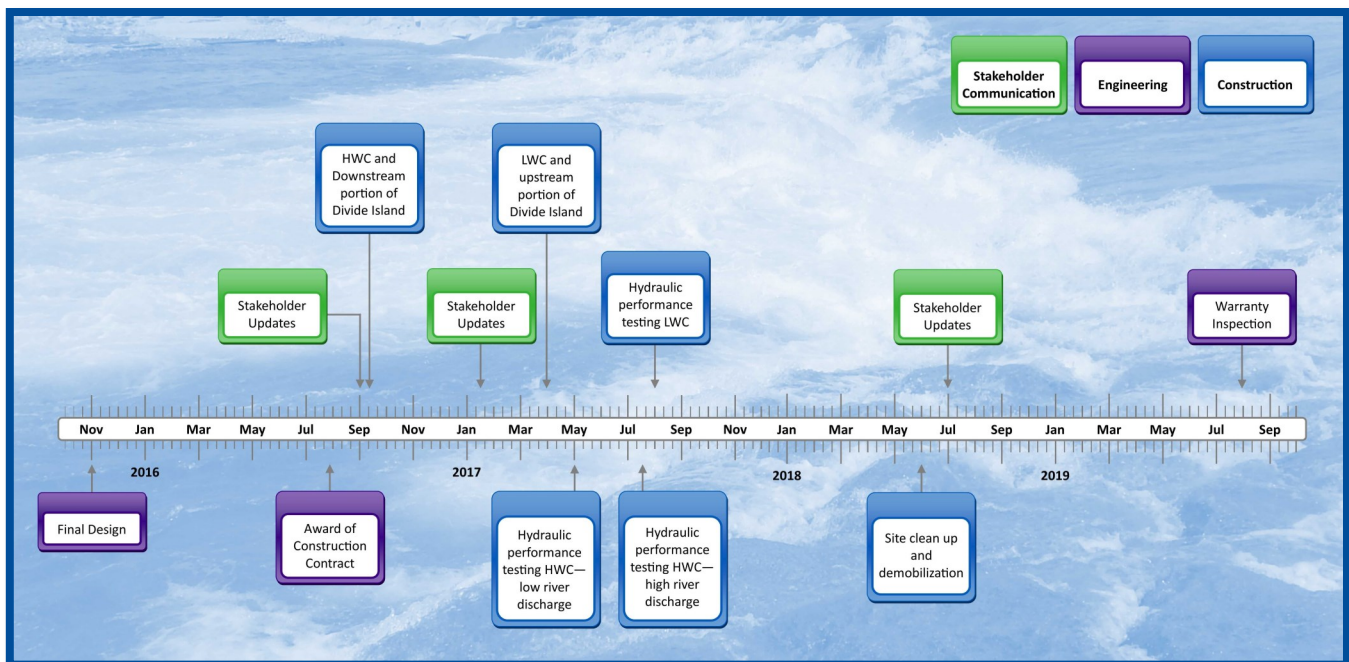 Stakeholder
Communication
Engineering
Construction
HWC and
Downstream
portion of
Divide Island
LWC and
upstream
portion of
Divide Island
Stakeholder
Updates
Stakeholder
Updates
Hydraulic
performance
testing LWC
Stakeholder
Updates
Warranty
Inspection
Nov Jan Mar May Jul Sep Nov Jan Mar May Jul Sep Nov Jan Mar May Jul Sep Jan Mar May Jul Sep
2016 2017 2018 2019
Final Design
Award of
Construction
Contract
Hydraulic
performance
testing HWC—
low river
discharge
Hydraulic
performance
testing HWC—
high river
discharge
Site clean up
and
demobilization